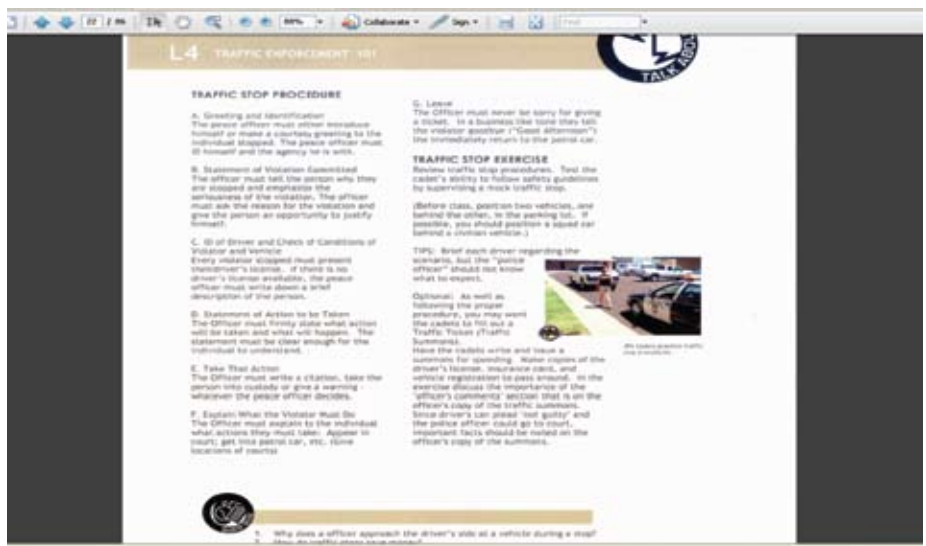 22 / 86
88%
Collaborate
Sign
Find
L4 TRAFFIC ENFORCEMENT 101
TALK ABOU
TRAFFIC STOP PROCEDURE
A. Greeting and Identification
The peace officer must either introduce
himself or make a courtesy greeting to the
individual stopped. The peace officer must
ID himself and the agency he is with.
B. Statement of Violation Committed
The officer must tell the person why they
are stopped and emphasize the
seriousness of the violation. The officer
must ask the reason for the violation and
give the person an opportunity to justify
himself.
C. ID of Driver and Check of Conditions of
Violator and Vehicle
Every violator stopped must present
their driver's license. If there is no
driver's license available, the peace
officer must write down a brief
description of the person.
D. Statement of Action to be Taken
The Officer must firmly state what action
will be taken and what will happen. The
statement must be clear enough for the
individual to understand.
E. Take That Action
The Officer must write a citation, take the
person into custody or give a warning -
whatever the peace officer decides.
F. Explain What the Violator Must Do
The Officer must explain to the individual
what actions they must take: Appear in
court; get into patrol car, etc. (Give
locations of courts)
G. Leave
The Officer must never be sorry for giving
a ticket. In a business like tone they tell
the violator goodbye ("Good Afternoon")
the immediately return to the patrol car.
TRAFFIC STOP EXERCISE
Review traffic stop procedures. Test the
cadet's ability to follow safety guidelines
by supervising a mock traffic stop.
(Before class, position two vehicles, one
behind the other, in the parking lot. If
possible, you should position a squad car
behind a civilian vehicle.)
TIPS: Brief each driver regarding the
scenario, but the "police
officer" should not know
what to expect.
Optional: As well as
following the proper
procedure, you may want
the cadets to fill out a
Traffic Ticket (Traffic
Summons).
Have the cadets write and issue a
summons for speeding. Make copies of the
driver's license, insurance card, and
vehicle registration to pass around. In the
exercise discuss the importance of the
'officer's comments' section that is on the
officer's copy of the traffic summons.
Since driver's can plead 'not guilty' and
the police officer could go to court,
important facts should be noted on the
officer's copy of the summons.
practice traffic
1. Why does a officer approach the driver's side of a vehicle during a stop?
2. How do traffic stops save money?